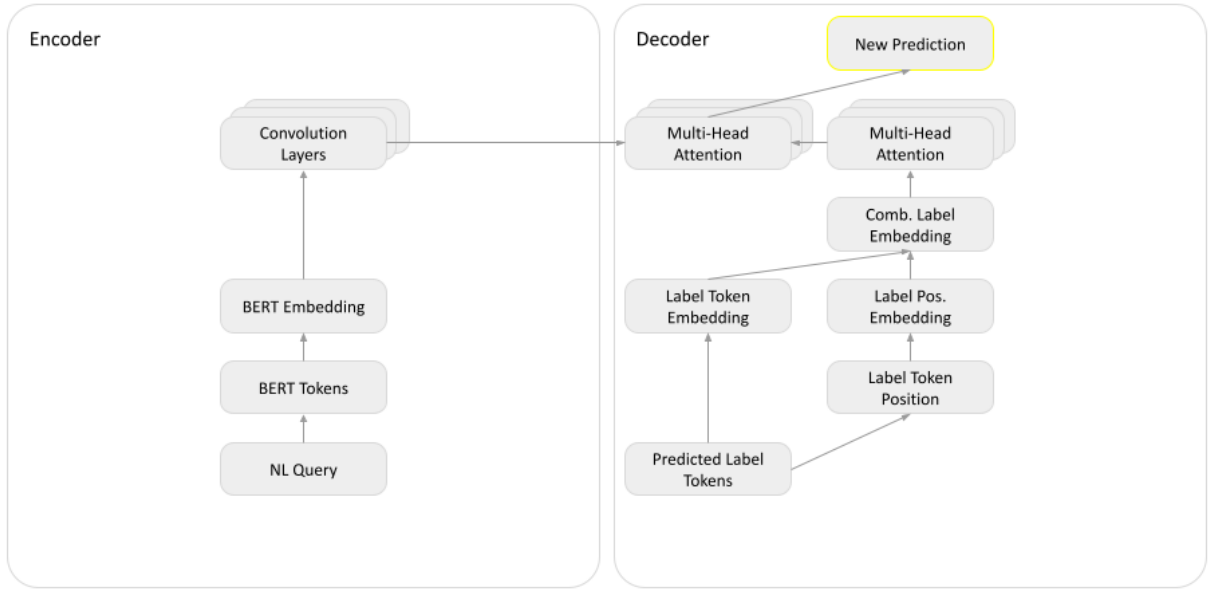 Encoder
Convolution
Layers
BERT Embedding
BERT Tokens
NL Query
Decoder
New Prediction
Multi-Head
Attention
Multi-Head
Attention
Comb. Label
Embedding
Label Token
Embedding
Label Pos.
Embedding
Label Token
Position
Predicted Label
Tokens